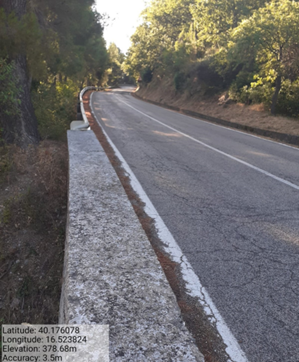 Latitude: 40.176078
Longitude: 16.523824
Elevation: 378.68m
Accuracy: 3.5m